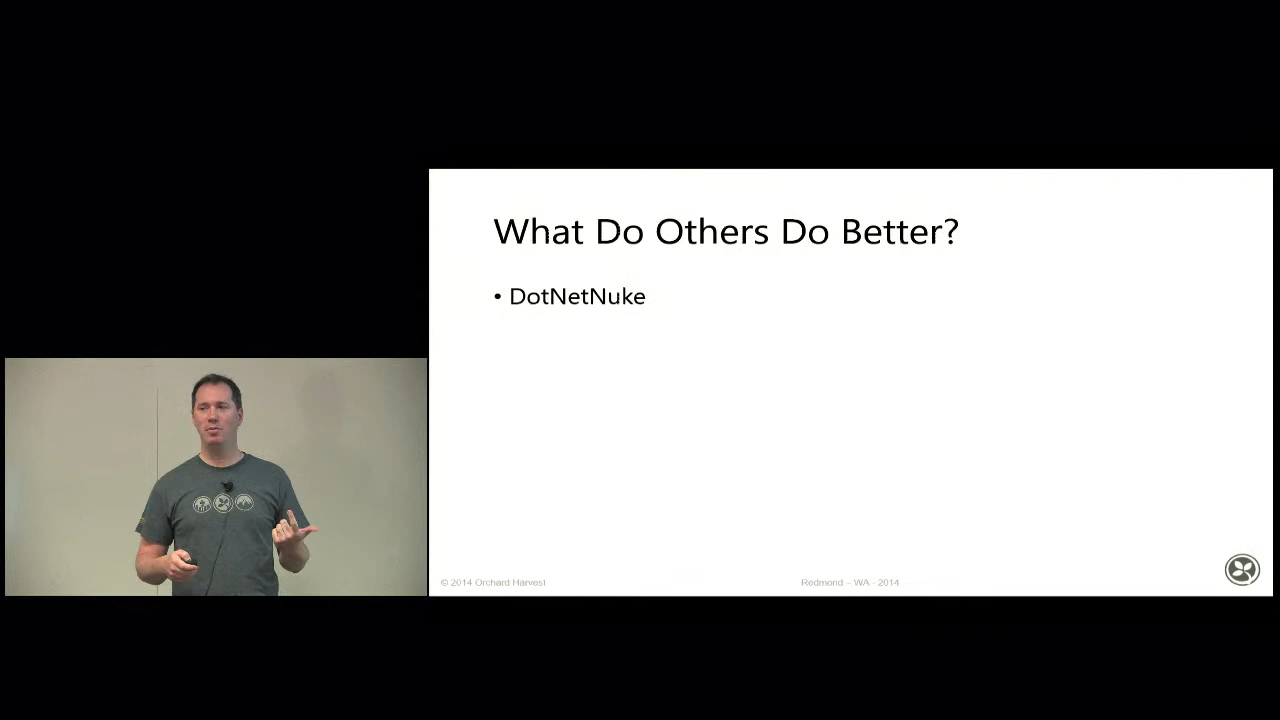 What Do Others Do Better?
• DotNetNuke
© 2014 Orchard Harvest
Redmond – WA - 2014